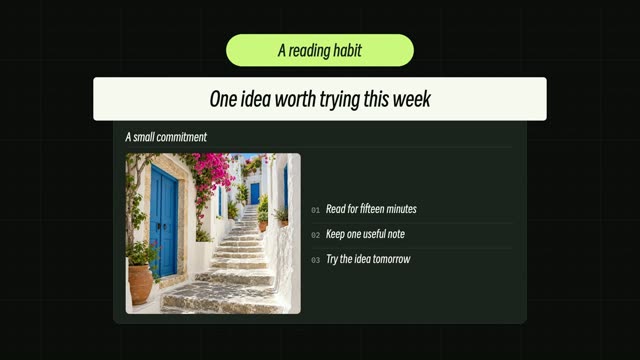 A reading habit
One idea worth trying this week
A small commitment
01 Read for fifteen minutes
02 Keep one useful note
03 Try the idea tomorrow